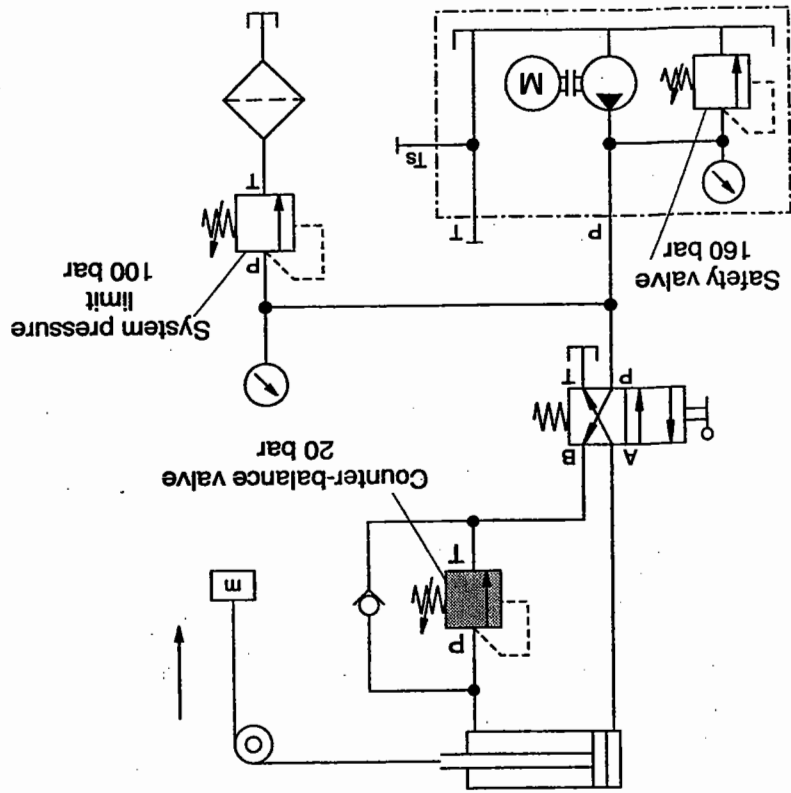 P
m
T
Counter-balance valve
20 bar
A B
P T
System pressure
limit
100 bar
Safety valve
160 bar
P
P
T
T
Ts
M